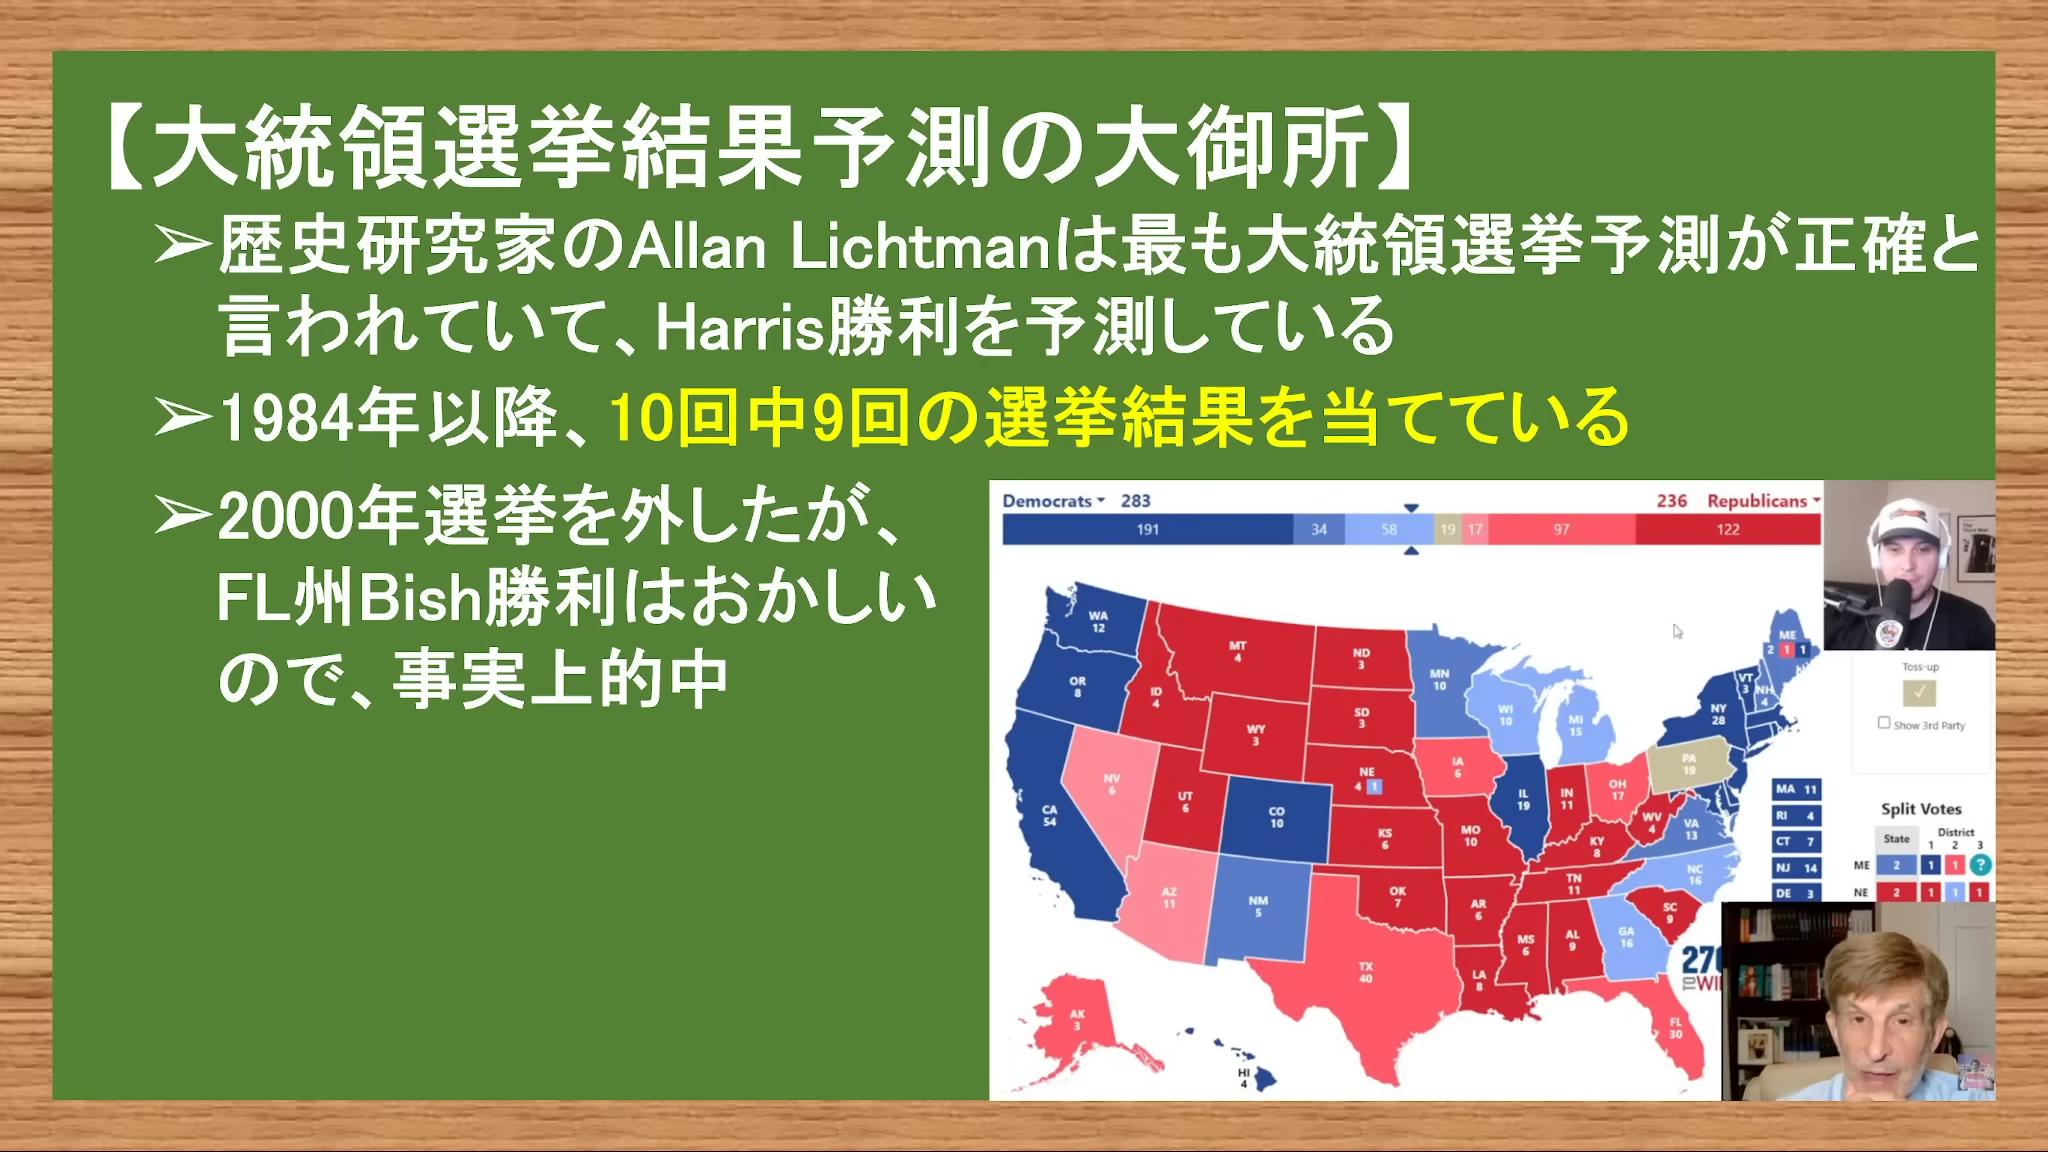 【大統領選挙結果予測の大御所】
➢歴史研究家のAllan Lichtmanは最も大統領選挙予測が正確と
言われていて、Harris勝利を予測している
➢1984年以降、10回中9回の選挙結果を当てている
➢2000年選挙を外したが、
FL州Bish勝利はおかしい
ので、事実上的中
Democrats 283
236 Republicans
191 34 58 19 17 97 122
WA 12
OR 8
CA 54
ID 4
NV 6
MT 4
WY 3
UT 6
AZ 11
CO 10
NM 5
ND 3
SD 3
NE 4 1
KS 6
OK 7
TX 40
MN 10
IA 6
MO 10
AR 6
LA 8
WI 10
IL 19
MI 15
IN 11
OH 17
KY 8
TN 11
MS 6
AL 9
GA 16
FL 30
SC 9
NC 16
VA 13
WV 4
PA 19
NY 28
VT 3
NH 4
ME 2 1 1
AK 3
HI 4
MA 11
RI 4
CT 7
NJ 14
DE 3
Toss-up
Show 3rd Party
Split Votes
State District
1 2 3
ME 2 1 1 ?
NE 2 1 1 1
270
TOWI